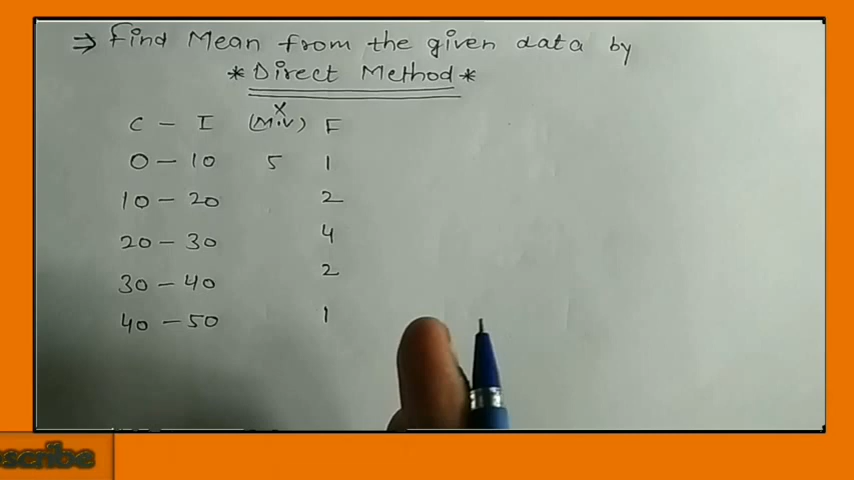 ⇒ Find Mean from the given data by
* Direct Method *
X
C - I (M.V) F
0 - 10 5 1
10 - 20 2
20 - 30 4
30 - 40 2
40 - 50 1
scribe